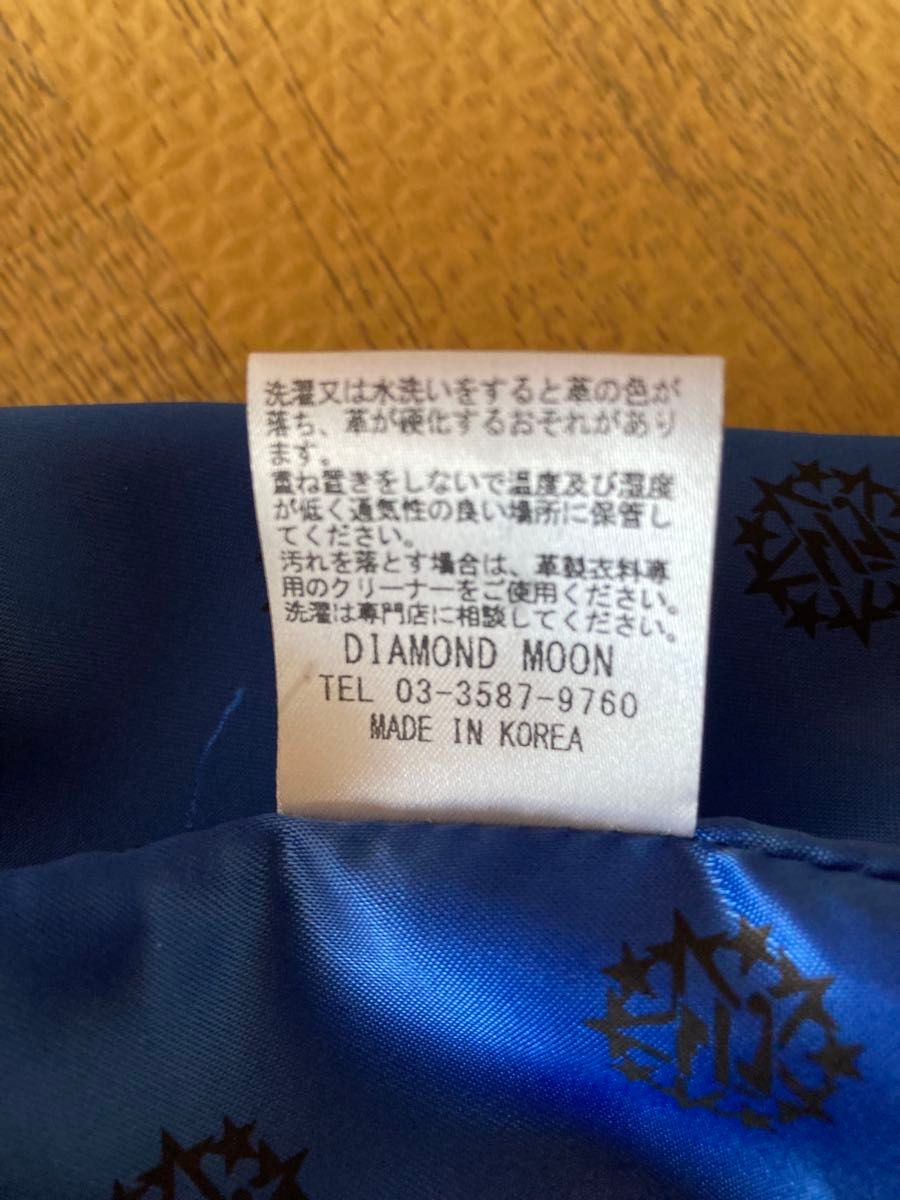 洗濯又は水洗いをすると革の色が
落ち、革が硬化するおそれがあり
ます。
重ね置きをしないで温度及び湿度
が低く通気性の良い場所に保管し
てください。
汚れを落とす場合は、革製衣料専
用のクリーナーをご使用ください。
洗濯は専門店に相談してください。
DIAMOND MOON
TEL 03-3587-9760
MADE IN KOREA